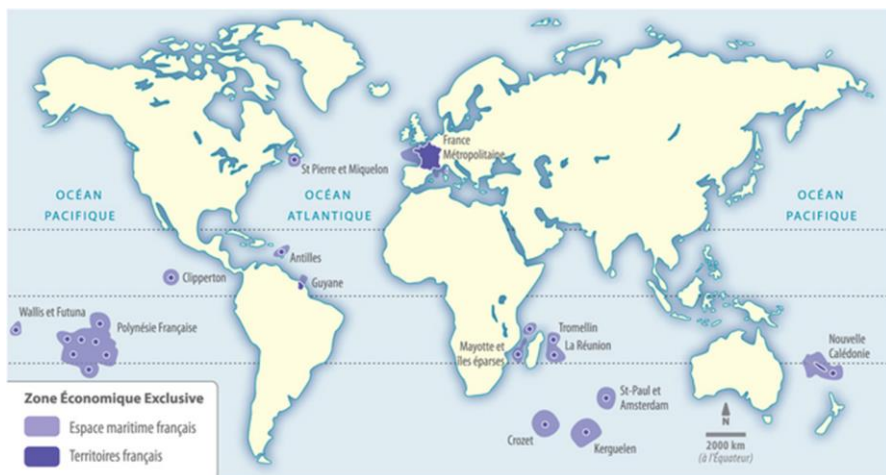 France
Métropolitaine
St Pierre et Miquelon
OCÉAN
PACIFIQUE
OCÉAN
ATLANTIQUE
OCÉAN
PACIFIQUE
Antilles
Clipperton
Guyane
Wallis et Futuna
Polynésie Française
Tromellin
La Réunion
Mayotte et
îles éparses
Nouvelle
Calédonie
St-Paul et
Amsterdam
Crozet
Kerguelen
N
2000 km
(à l'Équateur)
Zone Économique Exclusive
Espace maritime français
Territoires français